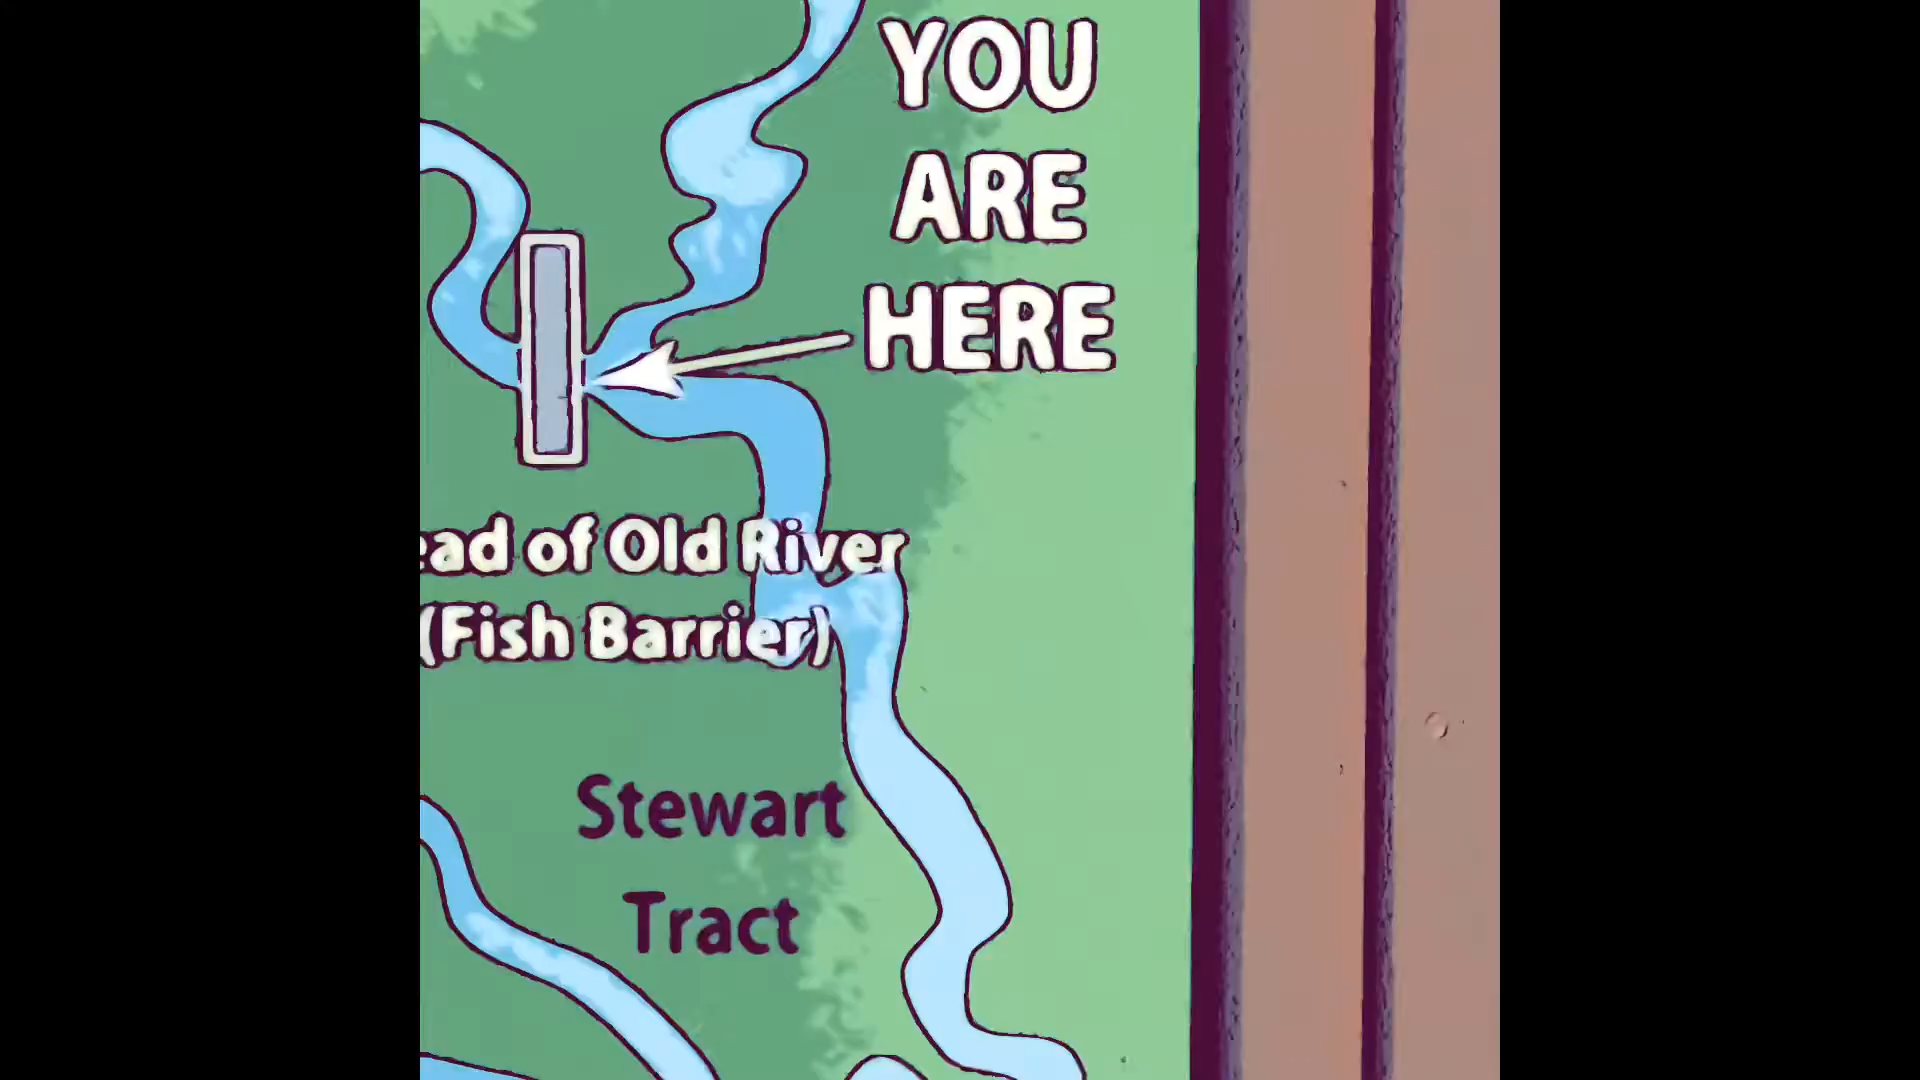 YOU
ARE
HERE
ead of Old River
(Fish Barrier)
Stewart
Tract